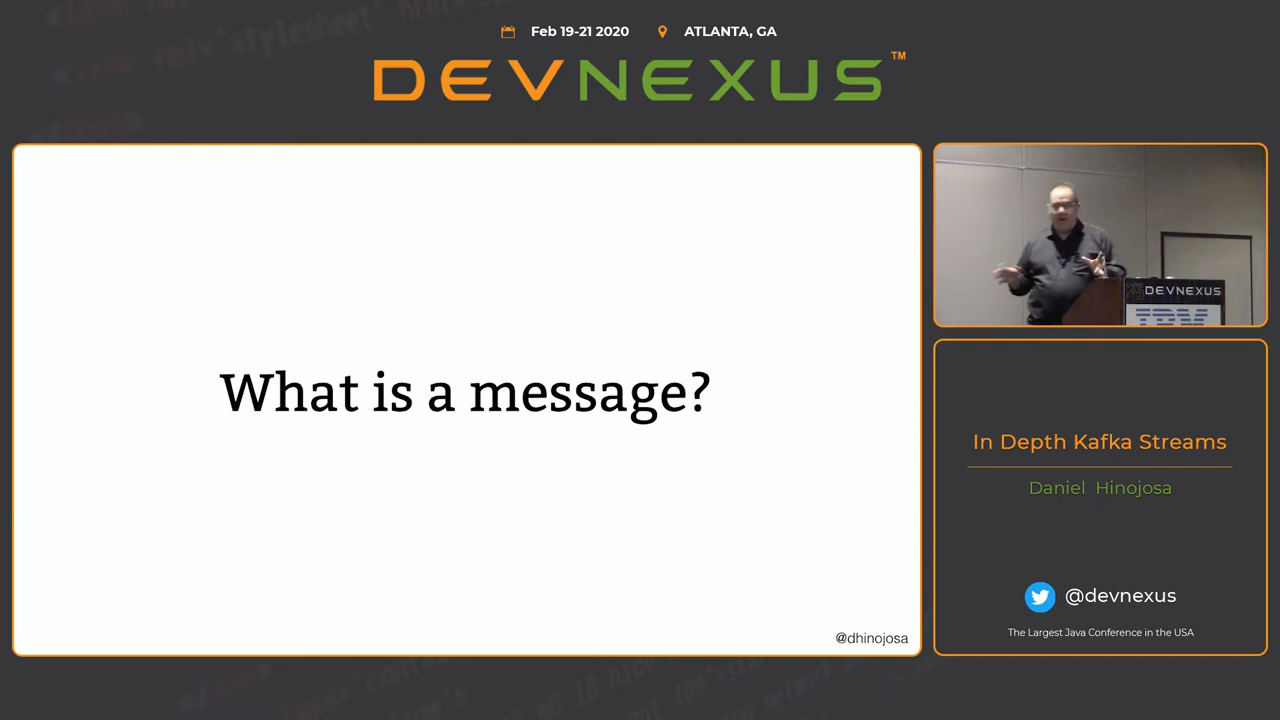 Feb 19-21 2020 ATLANTA, GA
DEVNEXUS™
What is a message?
@dhinojosa
DEVNEXUS
IBM
In Depth Kafka Streams
Daniel Hinojosa
@devnexus
The Largest Java Conference in the USA